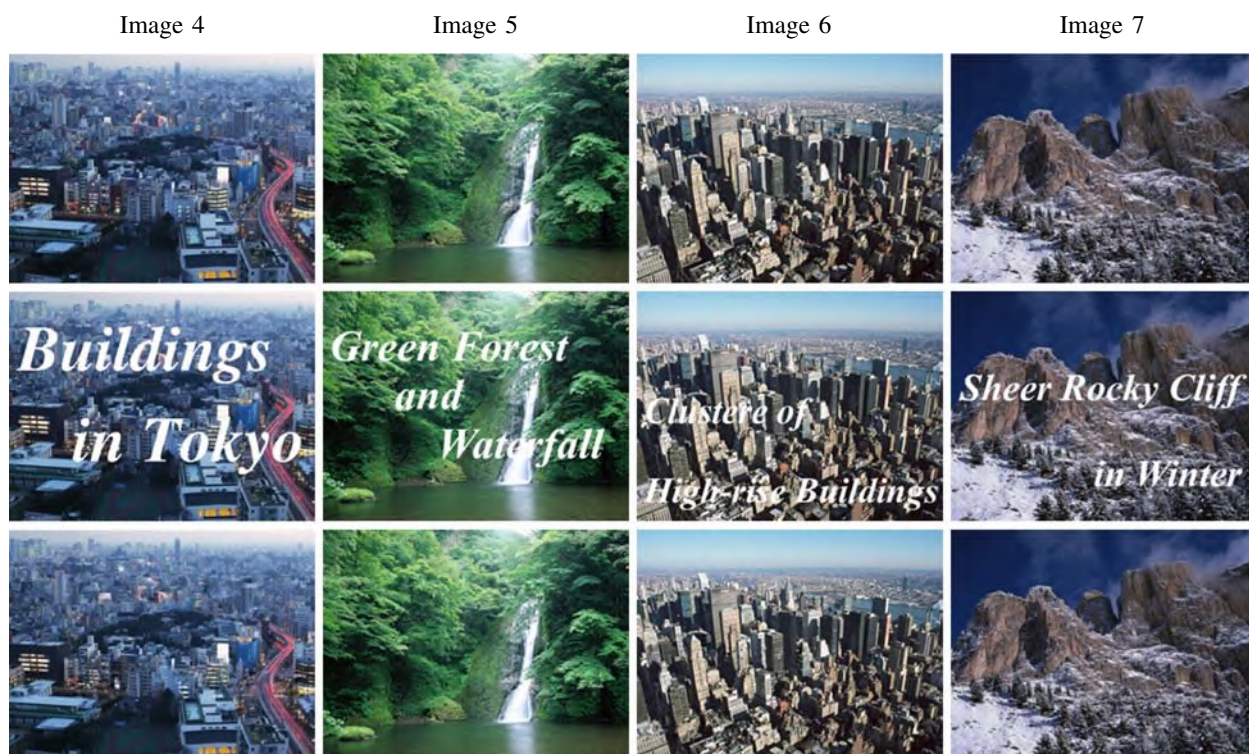 Image 4
Image 5
Image 6
Image 7
Buildings
in Tokyo
Green Forest
and
Waterfall
Clustere of
High-rise Buildings
Sheer Rocky Cliff
in Winter